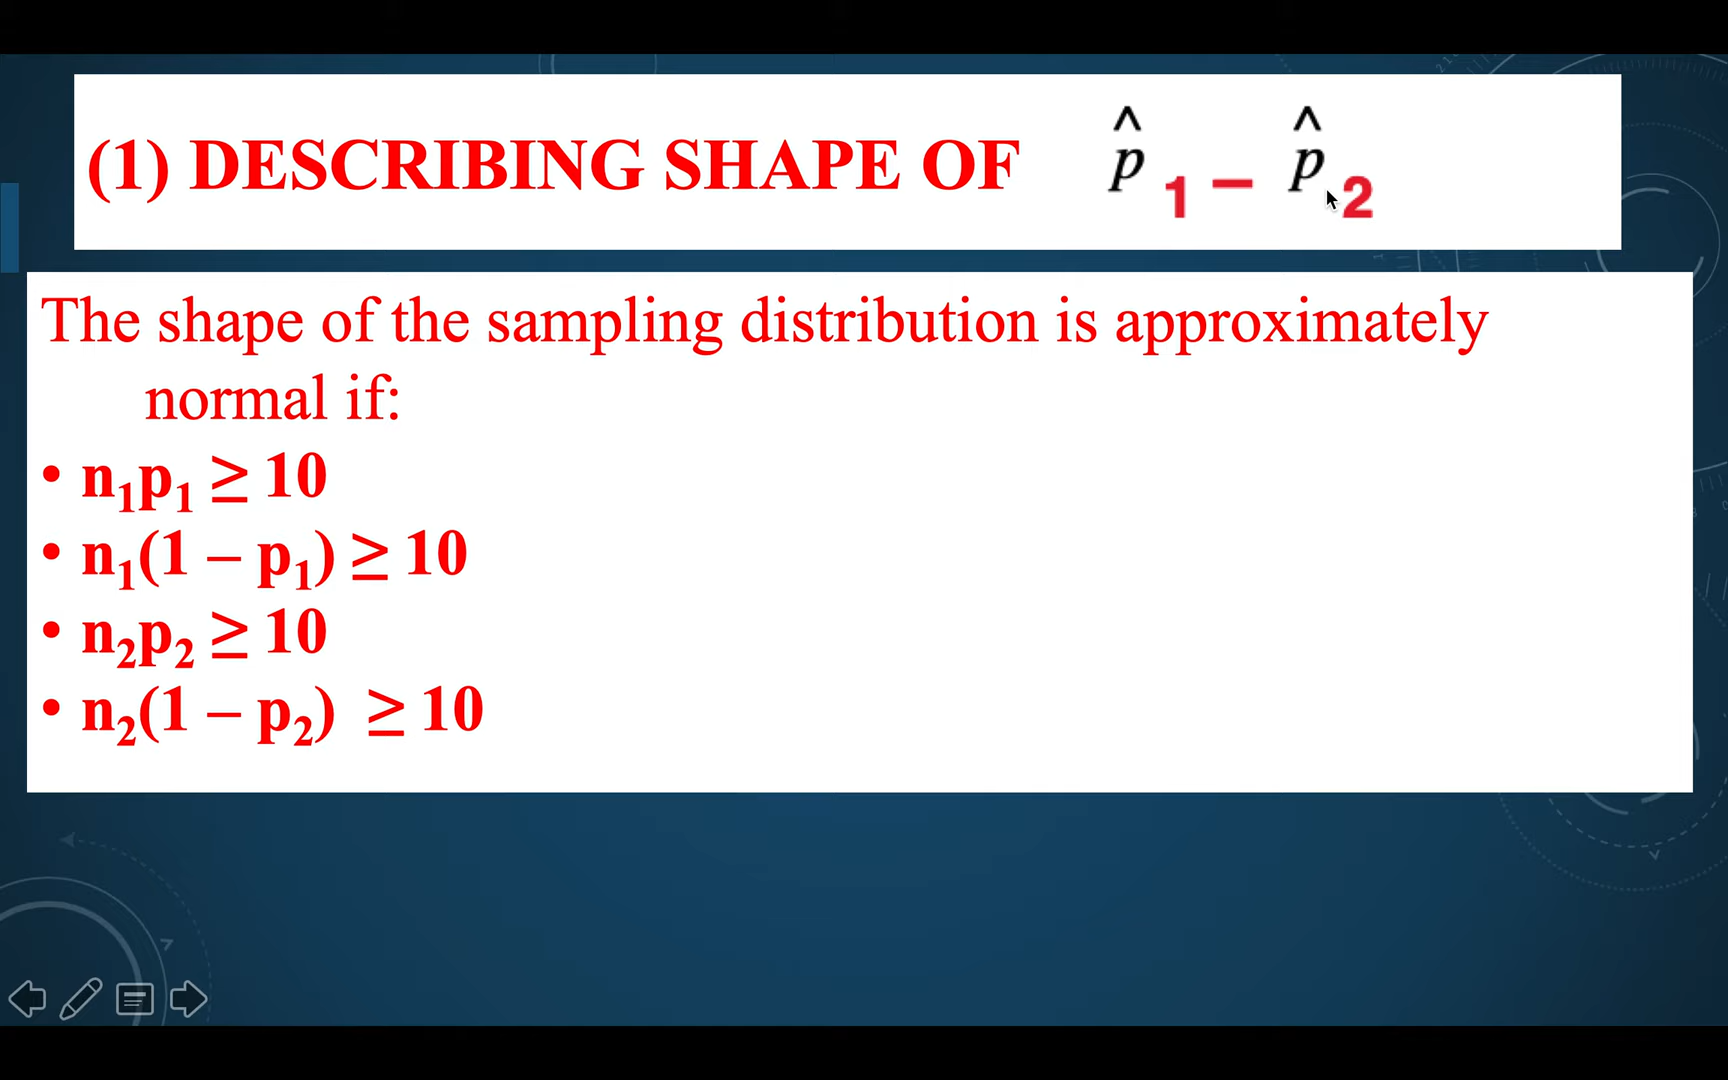 (1) DESCRIBING SHAPE OF p̂₁ − p̂₂
The shape of the sampling distribution is approximately
normal if:
• n₁p₁ ≥ 10
• n₁(1 – p₁) ≥ 10
• n₂p₂ ≥ 10
• n₂(1 – p₂) ≥ 10